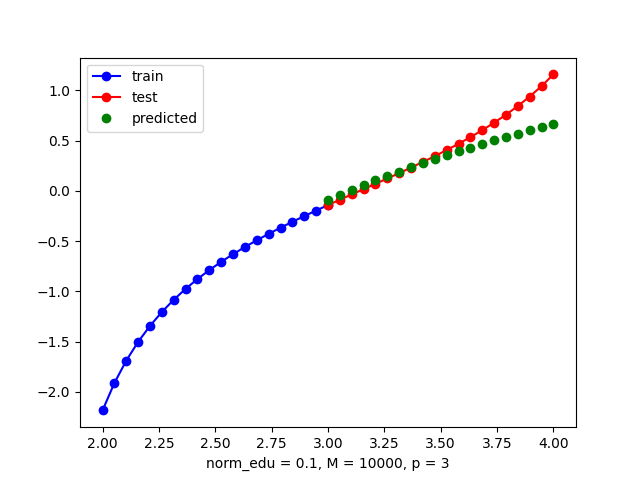 train
test
predicted
1.0
0.5
0.0
−0.5
−1.0
−1.5
−2.0
2.00 2.25 2.50 2.75 3.00 3.25 3.50 3.75 4.00
norm_edu = 0.1, M = 10000, p = 3